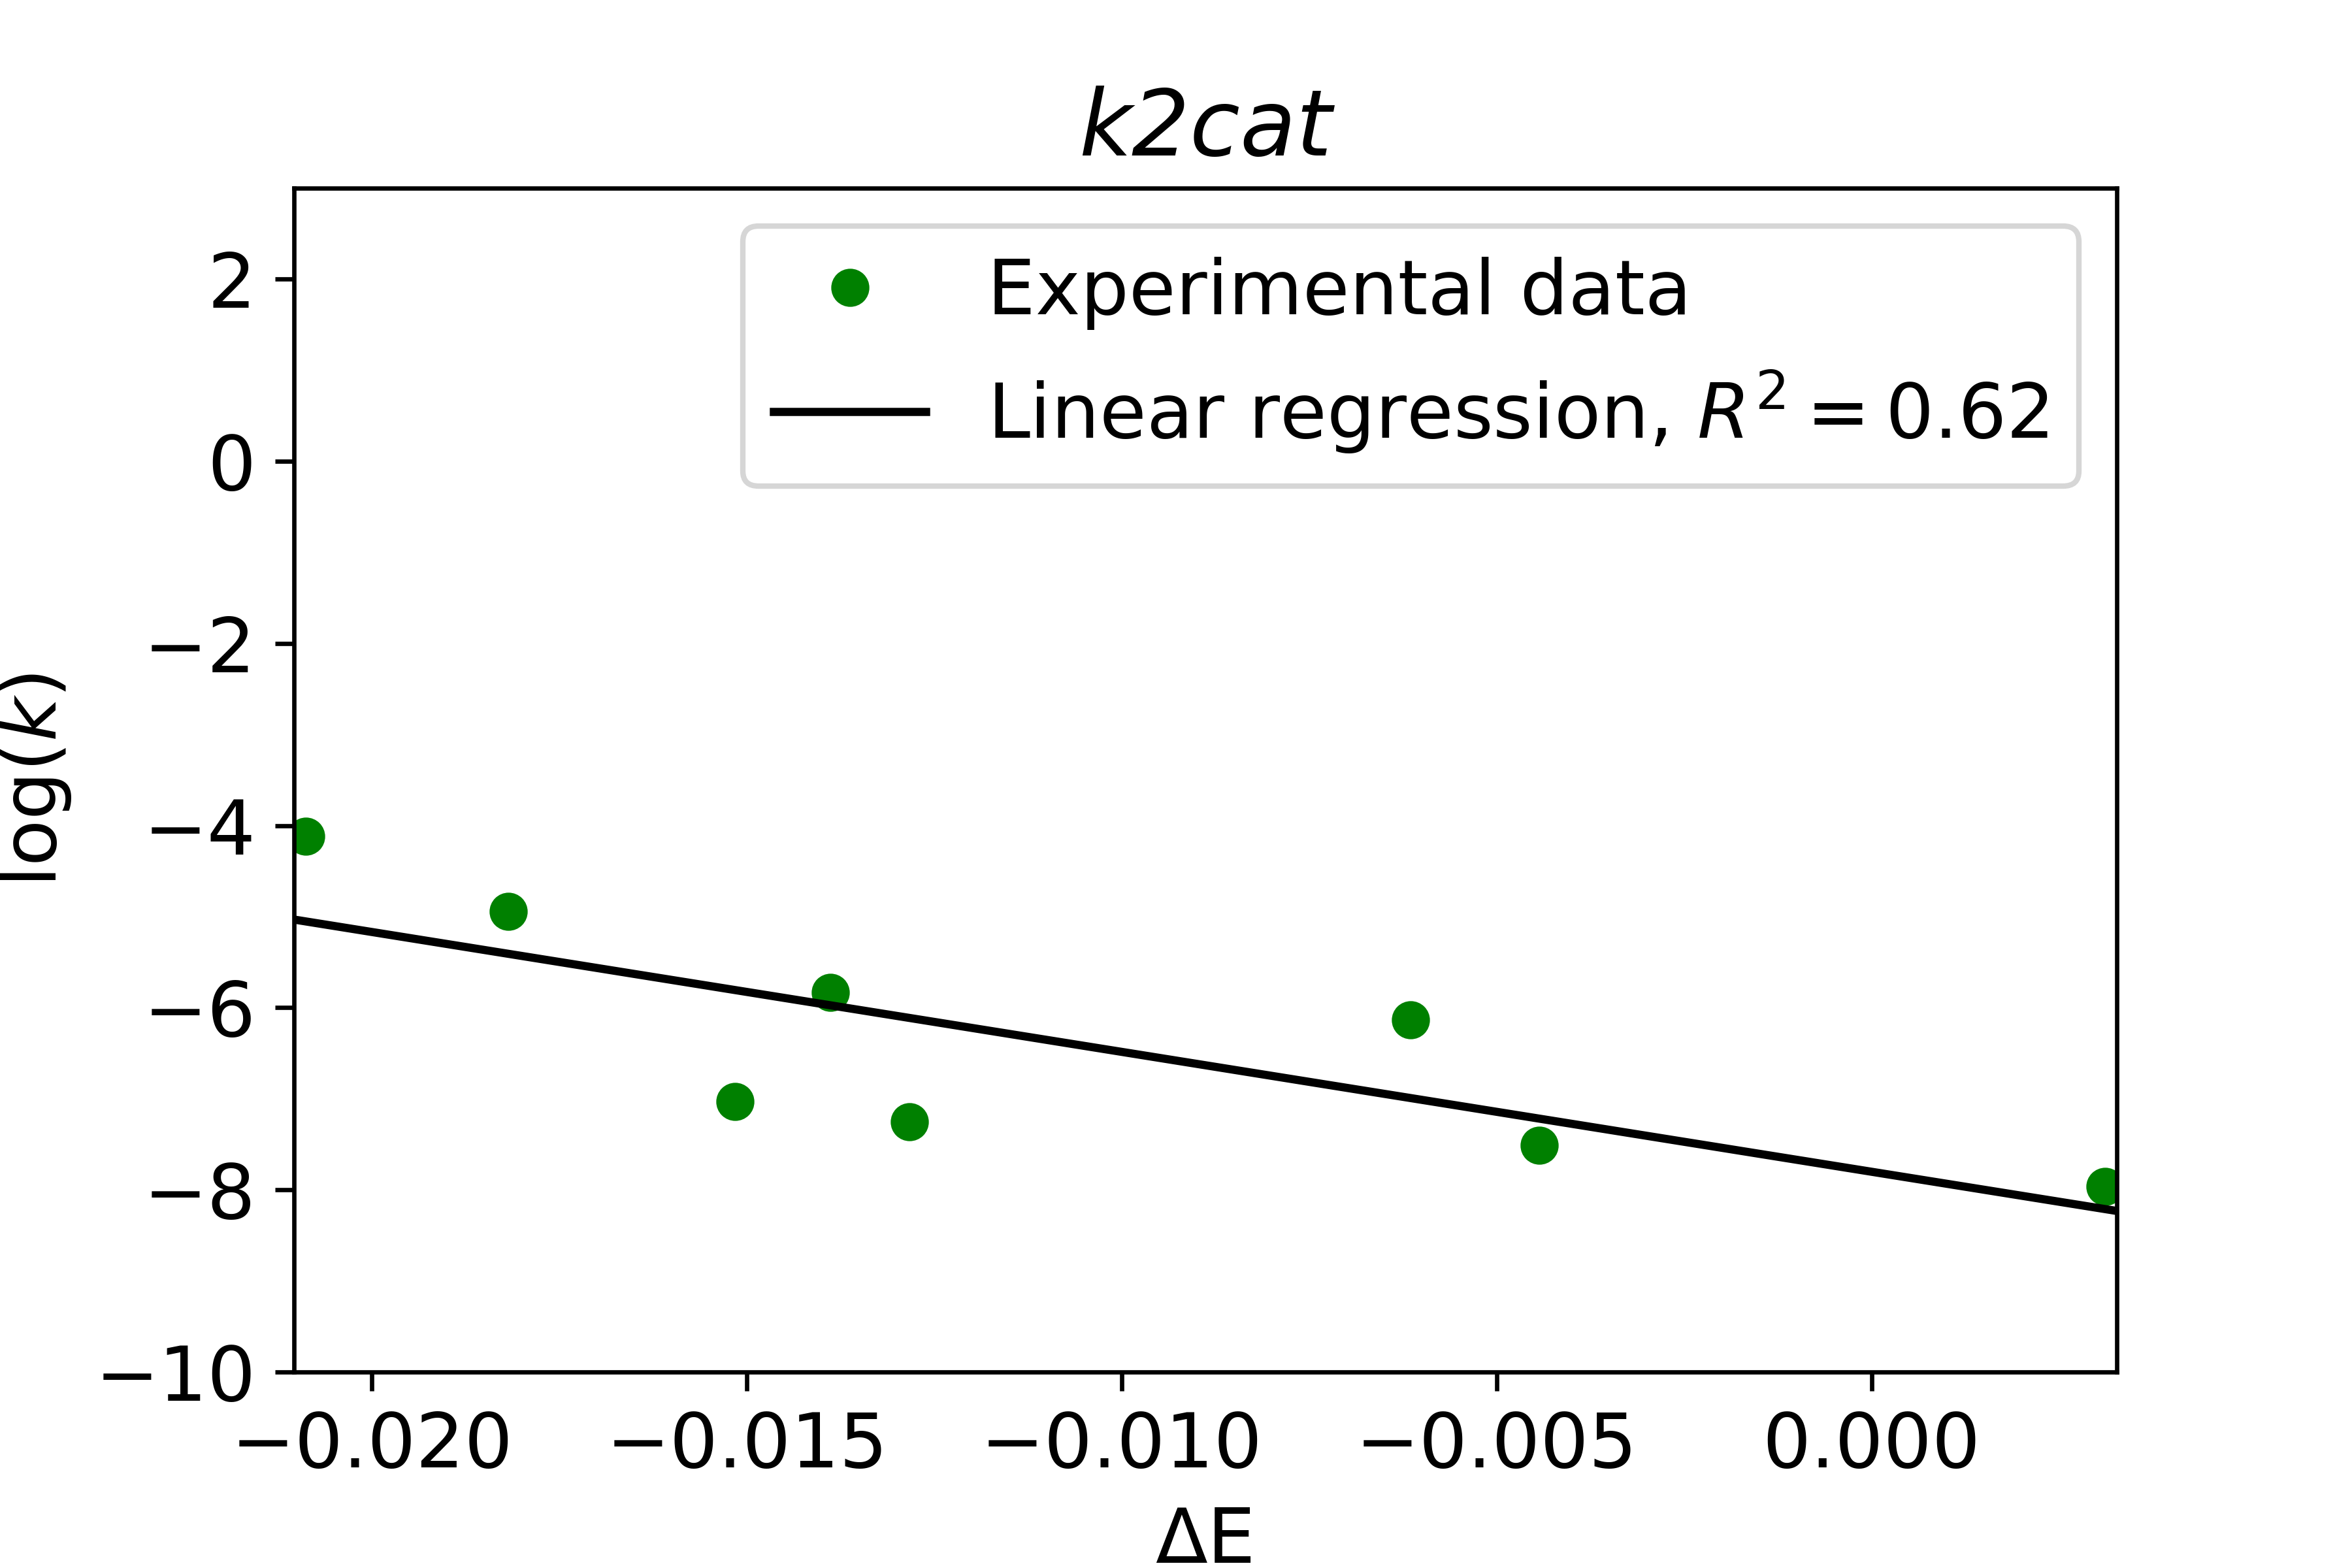 k2cat
Experimental data
Linear regression, R² = 0.62
2
0
−2
−4
−6
−8
−10
log(k)
−0.020 −0.015 −0.010 −0.005 0.000
ΔE